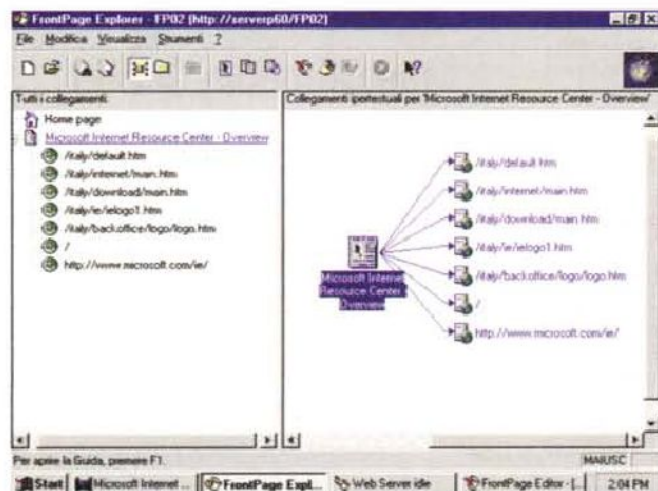 FrontPage Explorer - FP02 (http://serverp60/FP02)
File Modifica Visualizza Strumenti ?
Tutti i collegamenti
Home page
Microsoft Internet Resource Center - Overview
/italy/default.htm
/italy/internet/main.htm
/italy/download/main.htm
/italy/ie/ielogo1.htm
/italy/backoffice/logo/logo.htm
/
http://www.microsoft.com/ie/
Collegamenti ipertestuali per 'Microsoft Internet Resource Center - Overview'
Microsoft Internet
Resource Center -
Overview
/italy/default.htm
/italy/internet/main.htm
/italy/download/main.htm
/italy/ie/ielogo1.htm
/italy/backoffice/logo/logo.htm
/
http://www.microsoft.com/ie/
Per aprire la Guida, premere F1.
MAIUSC
Start Microsoft Internet ... FrontPage Expl... Web Server idle FrontPage Editor - [... 2:04 PM